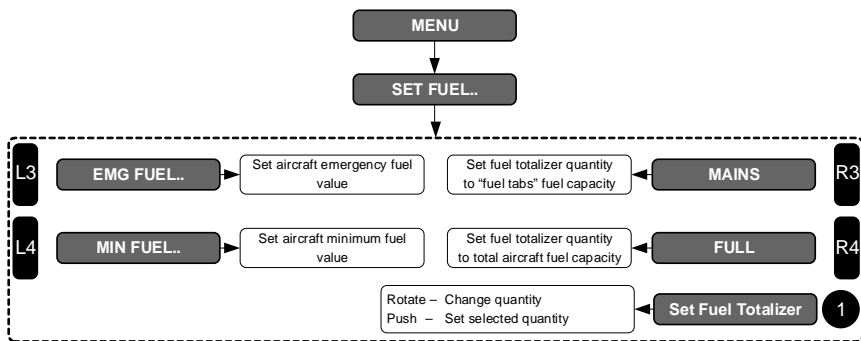 MENU
SET FUEL..
L3
EMG FUEL..
Set aircraft emergency fuel
value
Set fuel totalizer quantity
to “fuel tabs” fuel capacity
MAINS
R3
L4
MIN FUEL..
Set aircraft minimum fuel
value
Set fuel totalizer quantity
to total aircraft fuel capacity
FULL
R4
Rotate – Change quantity
Push – Set selected quantity
Set Fuel Totalizer
1